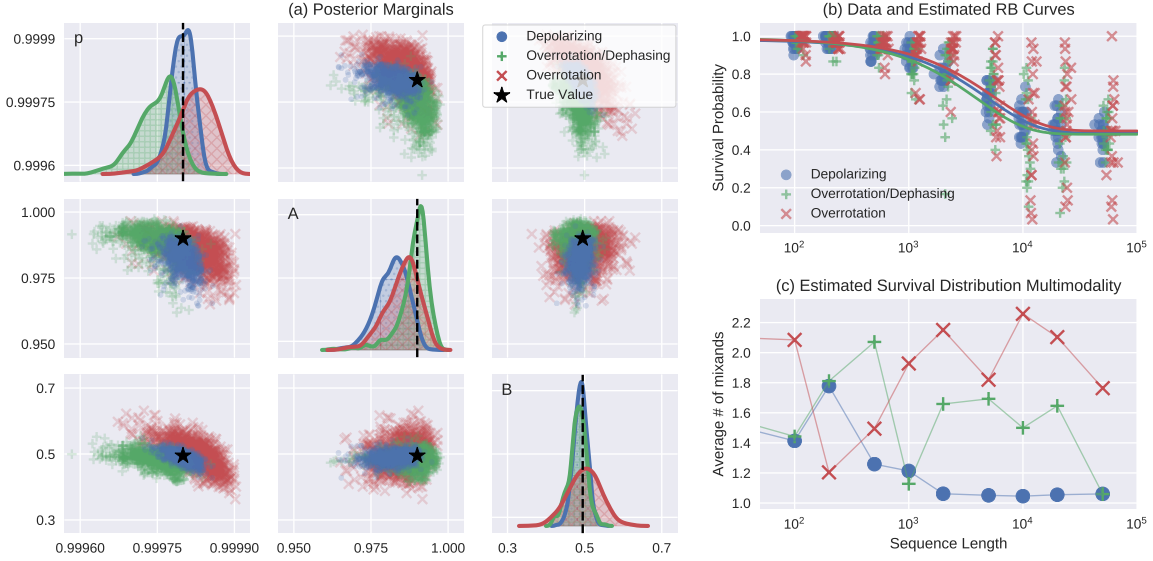 (a) Posterior Marginals
p
0.9999
0.99975
0.9996
Depolarizing
Overrotation/Dephasing
Overrotation
True Value
A
1.000
0.975
0.950
B
0.7
0.5
0.3
0.99960 0.99975 0.99990
0.950 0.975 1.000
0.3 0.5 0.7
(b) Data and Estimated RB Curves
Survival Probability
1.0
0.8
0.6
0.4
0.2
0.0
Depolarizing
Overrotation/Dephasing
Overrotation
10² 10³ 10⁴ 10⁵
(c) Estimated Survival Distribution Multimodality
Average # of mixands
2.2
2.0
1.8
1.6
1.4
1.2
1.0
10² 10³ 10⁴ 10⁵
Sequence Length